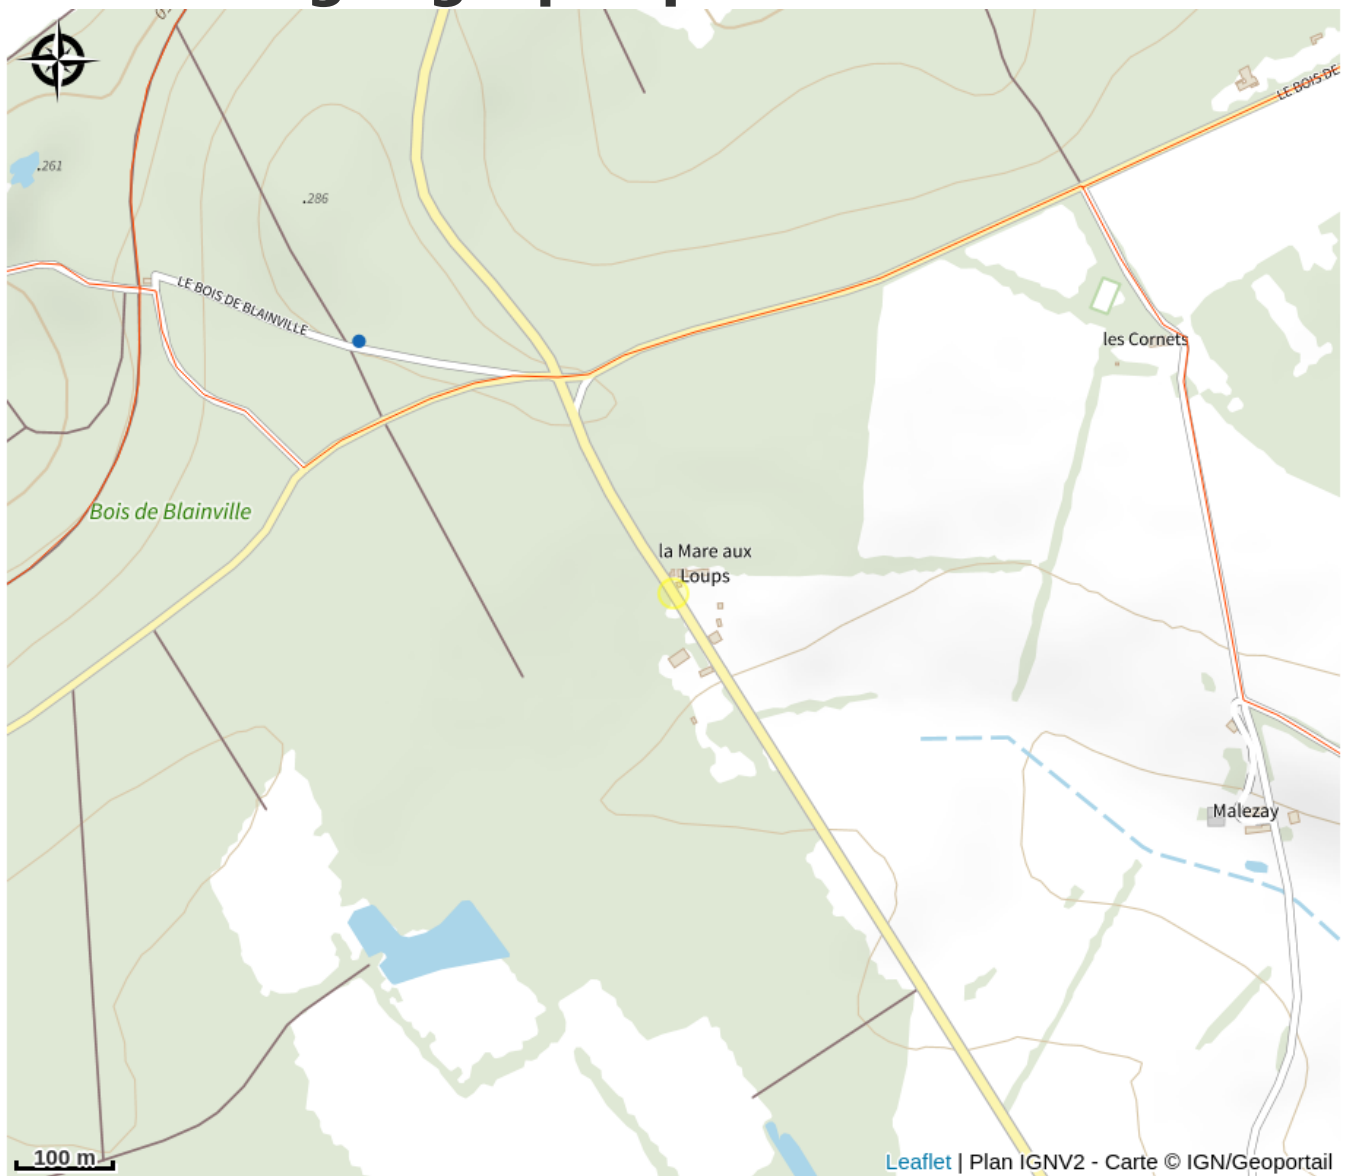 .261
.286
LE BOIS DE
LE BOIS DE BLAINVILLE
les Cornets
Bois de Blainville
la Mare aux
Loups
Malezay
100 m
Leaflet | Plan IGNV2 - Carte © IGN/Geoportail